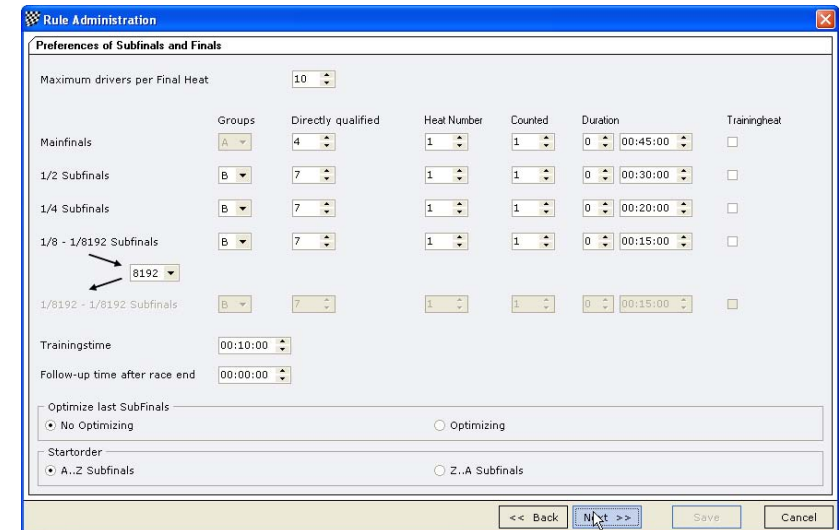 Rule Administration
Preferences of Subfinals and Finals
Maximum drivers per Final Heat 10
Groups Directly qualified Heat Number Counted Duration Trainingheat
Mainfinals A 4 1 1 0 00:45:00
1/2 Subfinals B 7 1 1 0 00:30:00
1/4 Subfinals B 7 1 1 0 00:20:00
1/8 - 1/8192 Subfinals B 7 1 1 0 00:15:00
8192
1/8192 - 1/8192 Subfinals B 7 1 1 0 00:15:00
Trainingstime 00:10:00
Follow-up time after race end 00:00:00
Optimize last SubFinals
No Optimizing Optimizing
Startorder
A..Z Subfinals Z..A Subfinals
<< Back Next >> Save Cancel